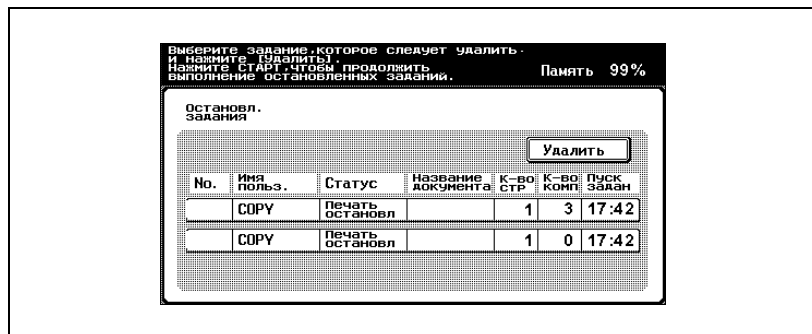 Выберите задание,которое следует удалить.
и нажмите [Удалить].
Нажмите СТАРТ,чтобы продолжить
выполнение остановленных заданий.
Память 99%
Остановл.
задания
Удалить
No. Имя польз. Статус Название документа К-во стр К-во комп Пуск задан
COPY Печать остановл 1 3 17:42
COPY Печать остановл 1 0 17:42